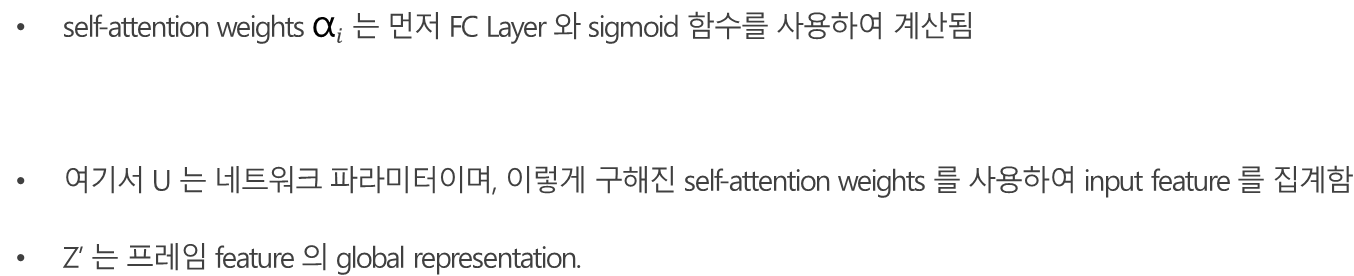 • self-attention weights αᵢ 는 먼저 FC Layer 와 sigmoid 함수를 사용하여 계산됨
• 여기서 U 는 네트워크 파라미터이며, 이렇게 구해진 self-attention weights 를 사용하여 input feature 를 집계함
• Z′ 는 프레임 feature 의 global representation.